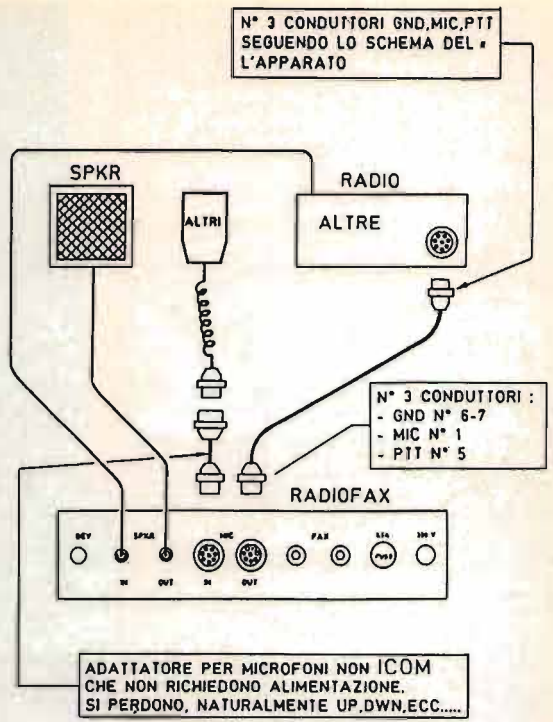 N° 3 CONDUTTORI GND,MIC,PTT
SEGUENDO LO SCHEMA DEL
L'APPARATO
SPKR
RADIO
ALTRI
ALTRE
N° 3 CONDUTTORI :
- GND N° 6-7
- MIC N° 1
- PTT N° 5
RADIOFAX
SPKR MIC FAX
IN OUT IN OUT
ADATTATORE PER MICROFONI NON ICOM
CHE NON RICHIEDONO ALIMENTAZIONE.
SI PERDONO, NATURALMENTE UP,DWN,ECC.....